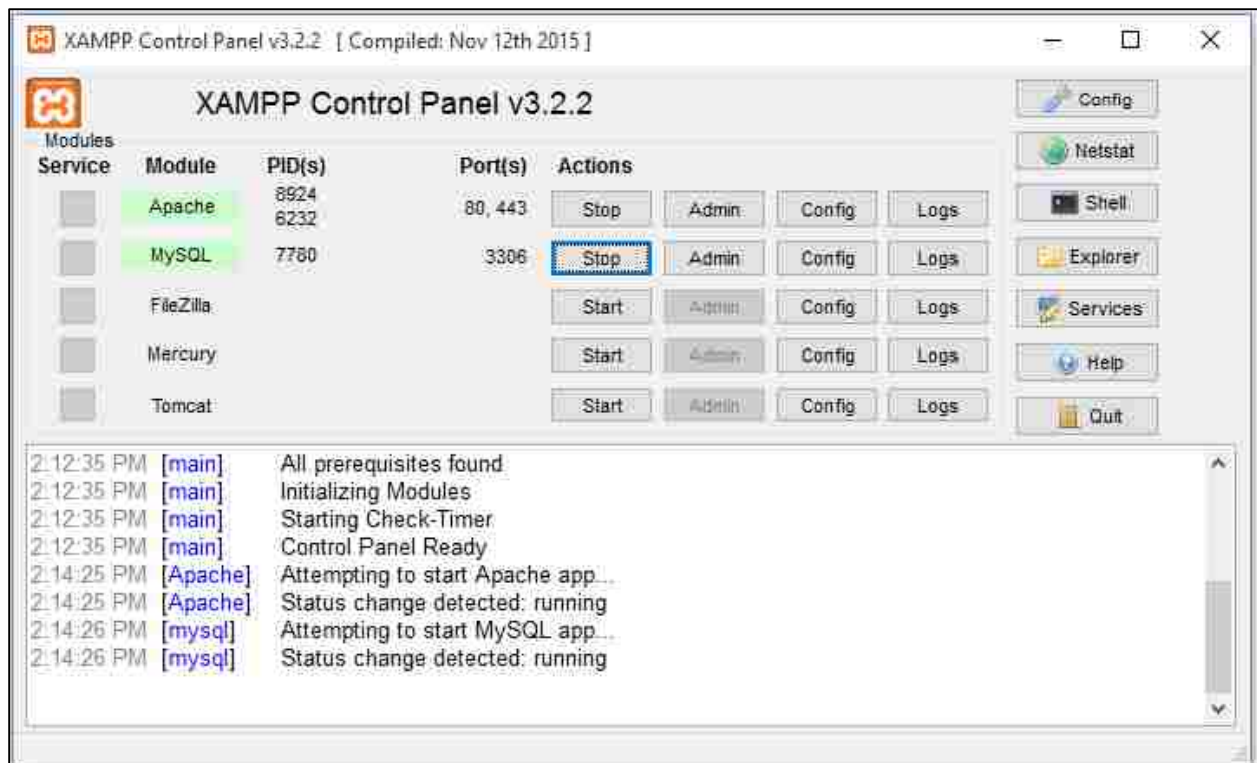 XAMPP Control Panel v3.2.2 [ Compiled: Nov 12th 2015 ]
XAMPP Control Panel v3.2.2
Config
Modules
Service Module PID(s) Port(s) Actions
Netstat
Apache 8924 6232 80, 443 Stop Admin Config Logs
Shell
MySQL 7780 3306 Stop Admin Config Logs
Explorer
FileZilla Start Admin Config Logs
Services
Mercury Start Admin Config Logs
Help
Tomcat Start Admin Config Logs
Quit
2:12:35 PM [main] All prerequisites found
2:12:35 PM [main] Initializing Modules
2:12:35 PM [main] Starting Check-Timer
2:12:35 PM [main] Control Panel Ready
2:14:25 PM [Apache] Attempting to start Apache app...
2:14:25 PM [Apache] Status change detected: running
2:14:26 PM [mysql] Attempting to start MySQL app...
2:14:26 PM [mysql] Status change detected: running